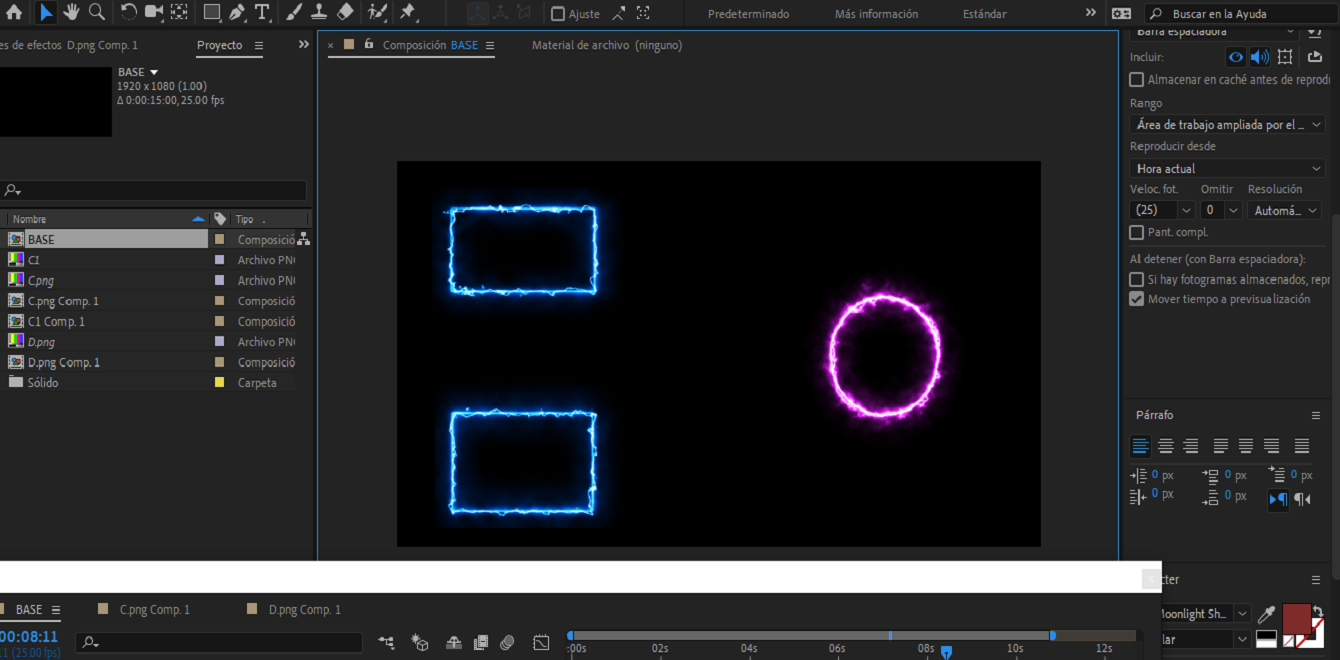 Ajuste
Predeterminado
Más información
Estándar
Buscar en la Ayuda
es de efectos D.png Comp. 1
Proyecto
Composición BASE
Material de archivo (ninguno)
BASE
1920 x 1080 (1.00)
Δ 0:00:15:00, 25.00 fps
Nombre
Tipo
BASE
Composició
C1
Archivo PN
C.png
Archivo PN
C.png Comp. 1
Composició
C1 Comp. 1
Composició
D.png
Archivo PN
D.png Comp. 1
Composició
Sólido
Carpeta
Barra espaciadora
Incluir:
Almacenar en caché antes de reprodu
Rango
Área de trabajo ampliada por el ...
Reproducir desde
Hora actual
Veloc. fot. Omitir Resolución
(25) 0 Automá...
Pant. compl.
Al detener (con Barra espaciadora):
Si hay fotogramas almacenados, repr
Mover tiempo a previsualización
Párrafo
0 px 0 px 0 px
0 px 0 px
cter
Moonlight Sh...
lar
BASE
C.png Comp. 1
D.png Comp. 1
00:08:11
11 (25.00 fps)
:00s 02s 04s 06s 08s 10s 12s